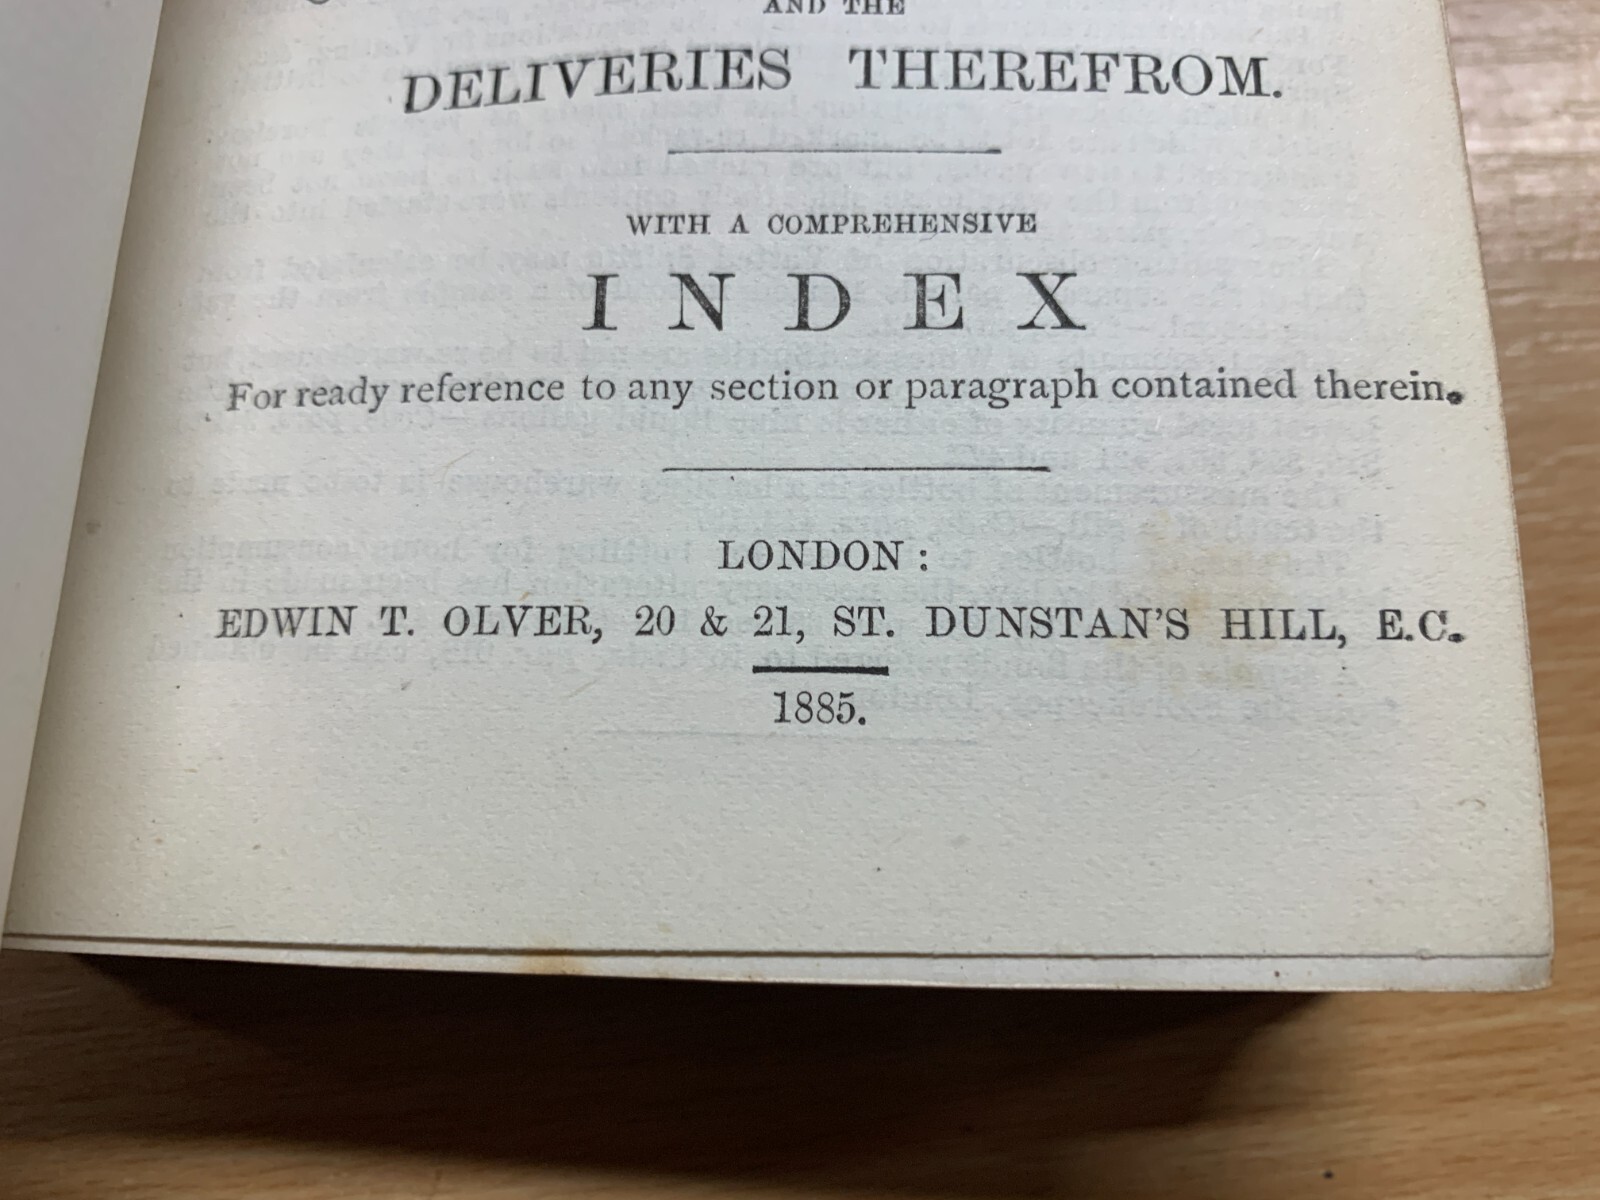 AND THE
DELIVERIES THEREFROM.
WITH A COMPREHENSIVE
INDEX
For ready reference to any section or paragraph contained therein.
LONDON:
EDWIN T. OLVER, 20 & 21, ST. DUNSTAN'S HILL, E.C.
1885.